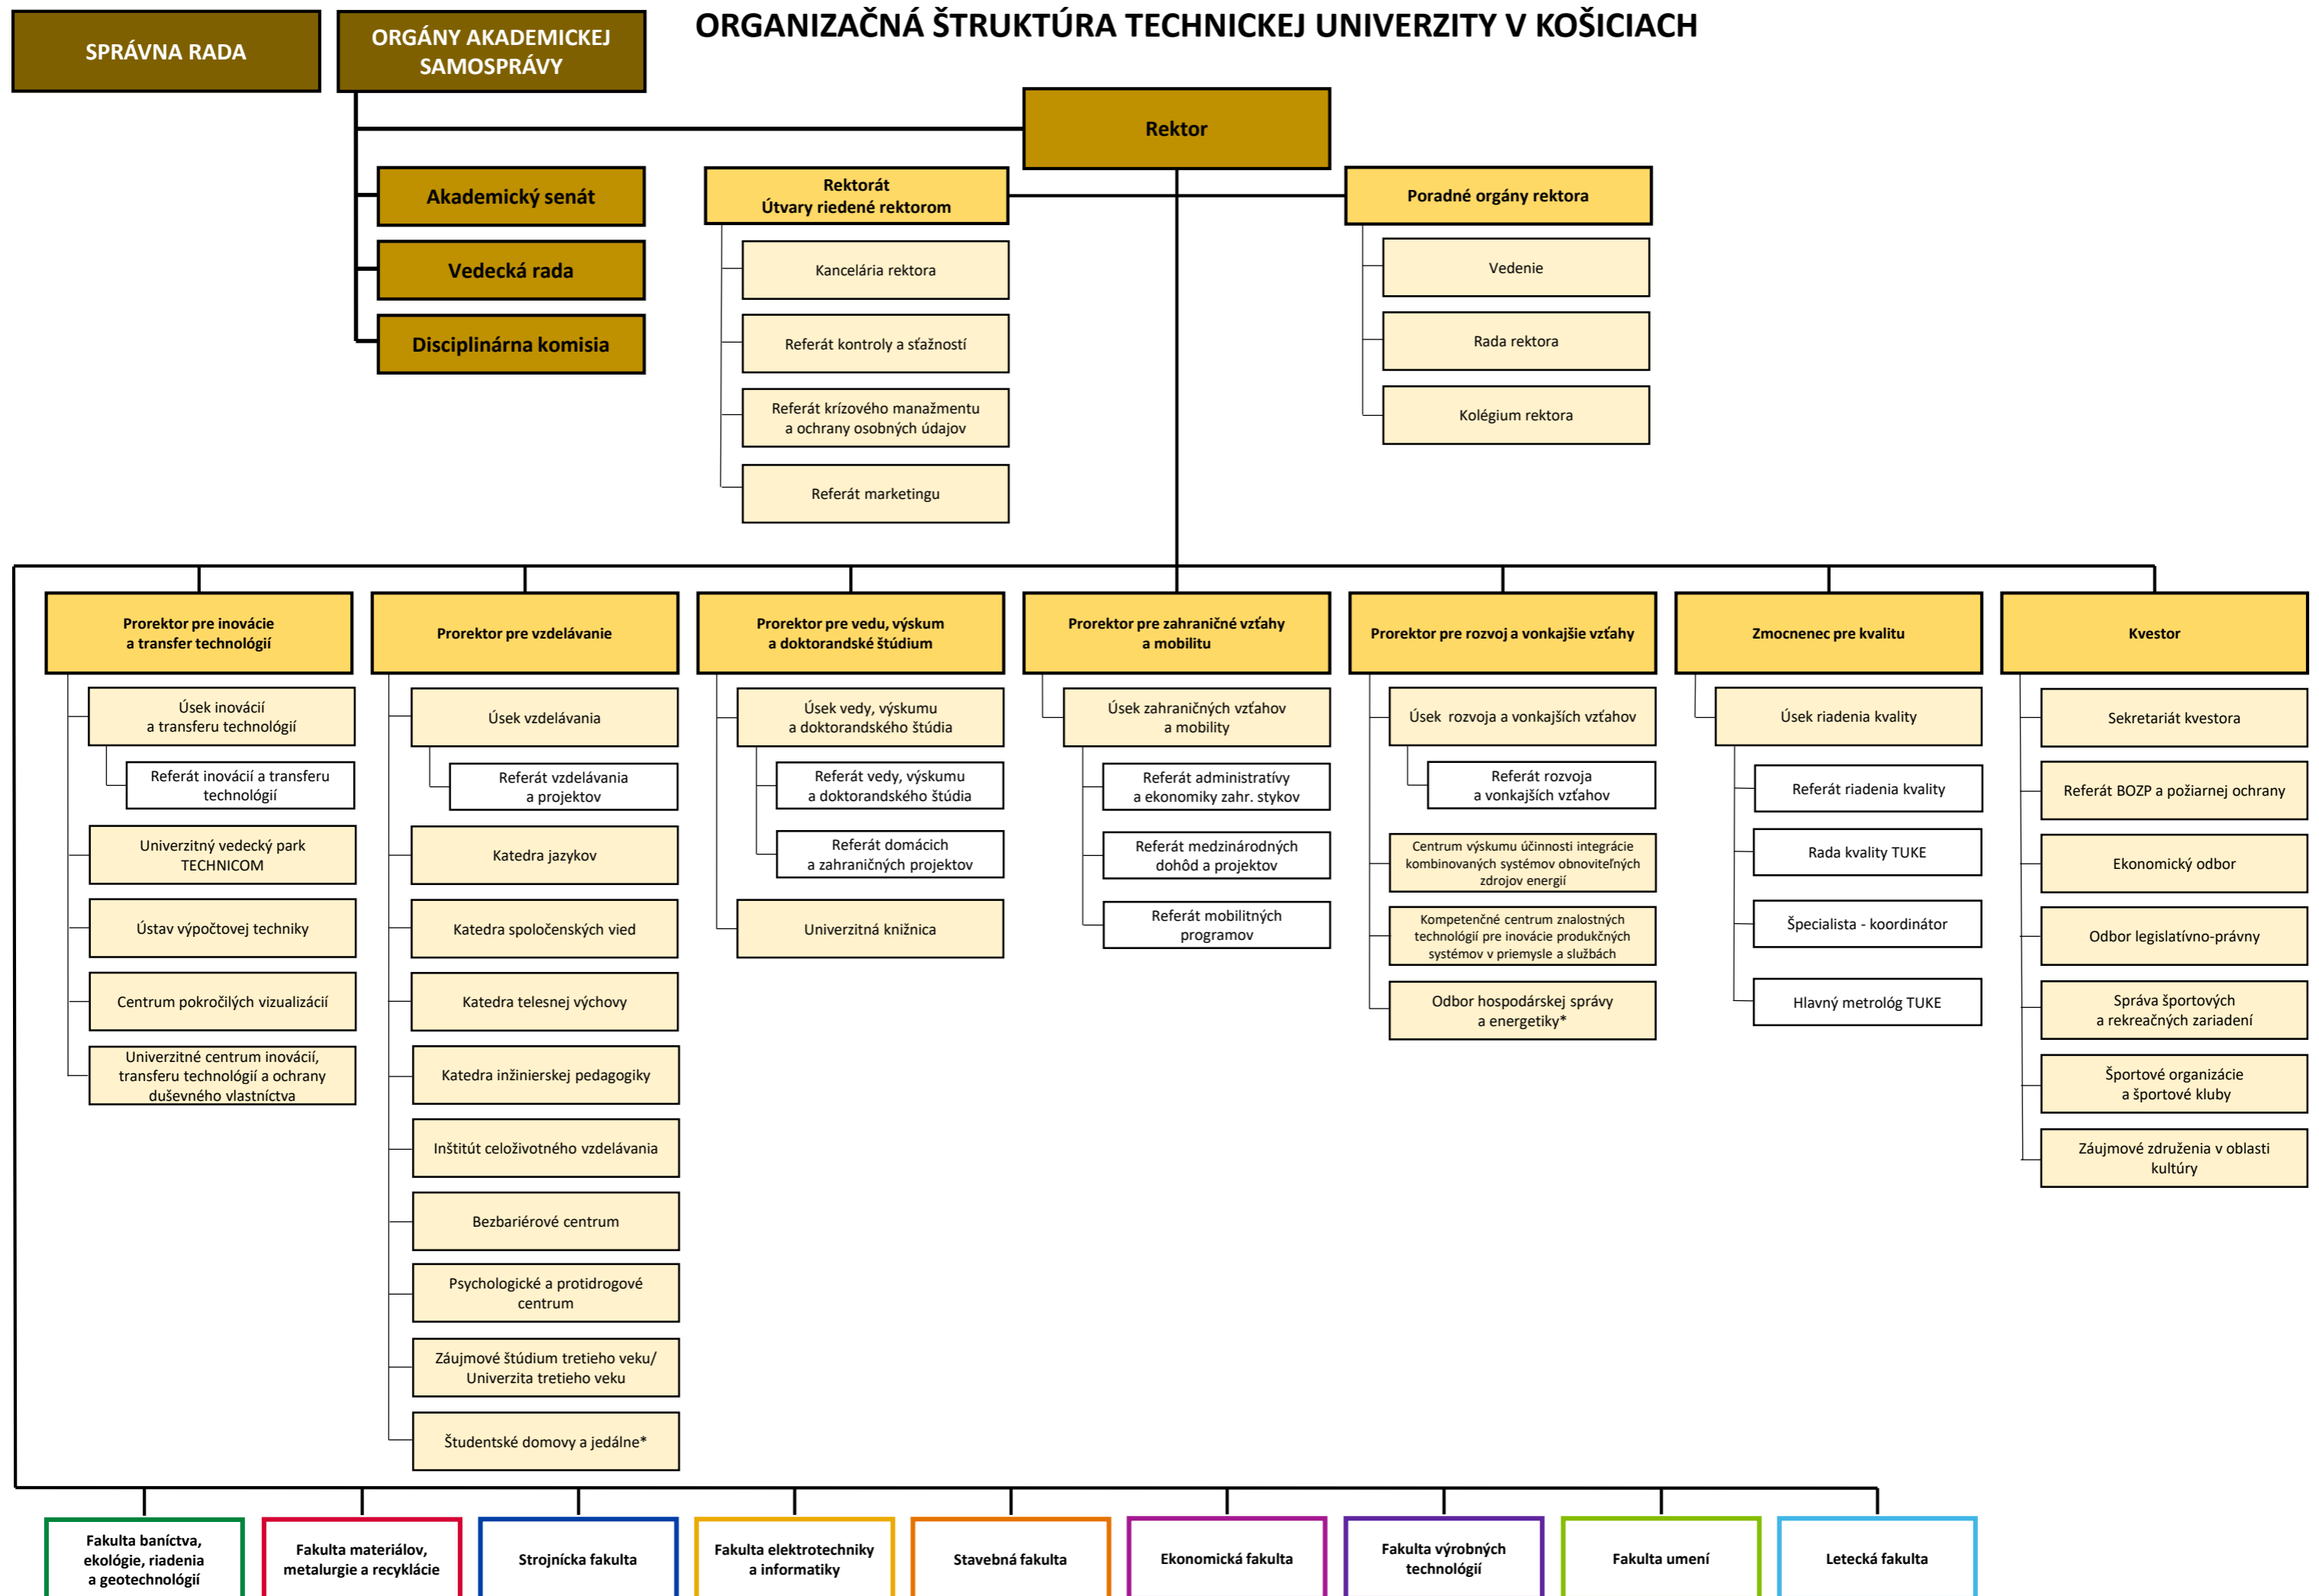 ORGANIZAČNÁ ŠTRUKTÚRA TECHNICKEJ UNIVERZITY V KOŠICIACH
SPRÁVNA RADA
ORGÁNY AKADEMICKEJ
SAMOSPRÁVY
Rektor
Akademický senát
Vedecká rada
Disciplinárna komisia
Rektorát
Útvary riedené rektorom
Kancelária rektora
Referát kontroly a sťažností
Referát krízového manažmentu
a ochrany osobných údajov
Referát marketingu
Poradné orgány rektora
Vedenie
Rada rektora
Kolégium rektora
Prorektor pre inovácie
a transfer technológií
Úsek inovácií
a transferu technológií
Referát inovácií a transferu
technológií
Univerzitný vedecký park
TECHNICOM
Ústav výpočtovej techniky
Centrum pokročilých vizualizácií
Univerzitné centrum inovácií,
transferu technológií a ochrany
duševného vlastníctva
Prorektor pre vzdelávanie
Úsek vzdelávania
Referát vzdelávania
a projektov
Katedra jazykov
Katedra spoločenských vied
Katedra telesnej výchovy
Katedra inžinierskej pedagogiky
Inštitút celoživotného vzdelávania
Bezbariérové centrum
Psychologické a protidrogové
centrum
Záujmové štúdium tretieho veku/
Univerzita tretieho veku
Študentské domovy a jedálne*
Prorektor pre vedu, výskum
a doktorandské štúdium
Úsek vedy, výskumu
a doktorandského štúdia
Referát vedy, výskumu
a doktorandského štúdia
Referát domácich
a zahraničných projektov
Univerzitná knižnica
Prorektor pre zahraničné vzťahy
a mobilitu
Úsek zahraničných vzťahov
a mobility
Referát administratívy
a ekonomiky zahr. stykov
Referát medzinárodných
dohôd a projektov
Referát mobilitných
programov
Prorektor pre rozvoj a vonkajšie vzťahy
Úsek rozvoja a vonkajších vzťahov
Referát rozvoja
a vonkajších vzťahov
Centrum výskumu účinnosti integrácie
kombinovaných systémov obnoviteľných
zdrojov energií
Kompetenčné centrum znalostných
technológií pre inovácie produkčných
systémov v priemysle a službách
Odbor hospodárskej správy
a energetiky*
Zmocnenec pre kvalitu
Úsek riadenia kvality
Referát riadenia kvality
Rada kvality TUKE
Špecialista - koordinátor
Hlavný metrológ TUKE
Kvestor
Sekretariát kvestora
Referát BOZP a požiarnej ochrany
Ekonomický odbor
Odbor legislatívno-právny
Správa športových
a rekreačných zariadení
Športové organizácie
a športové kluby
Záujmové združenia v oblasti
kultúry
Fakulta baníctva,
ekológie, riadenia
a geotechnológií
Fakulta materiálov,
metalurgie a recyklácie
Strojnícka fakulta
Fakulta elektrotechniky
a informatiky
Stavebná fakulta
Ekonomická fakulta
Fakulta výrobných
technológií
Fakulta umení
Letecká fakulta